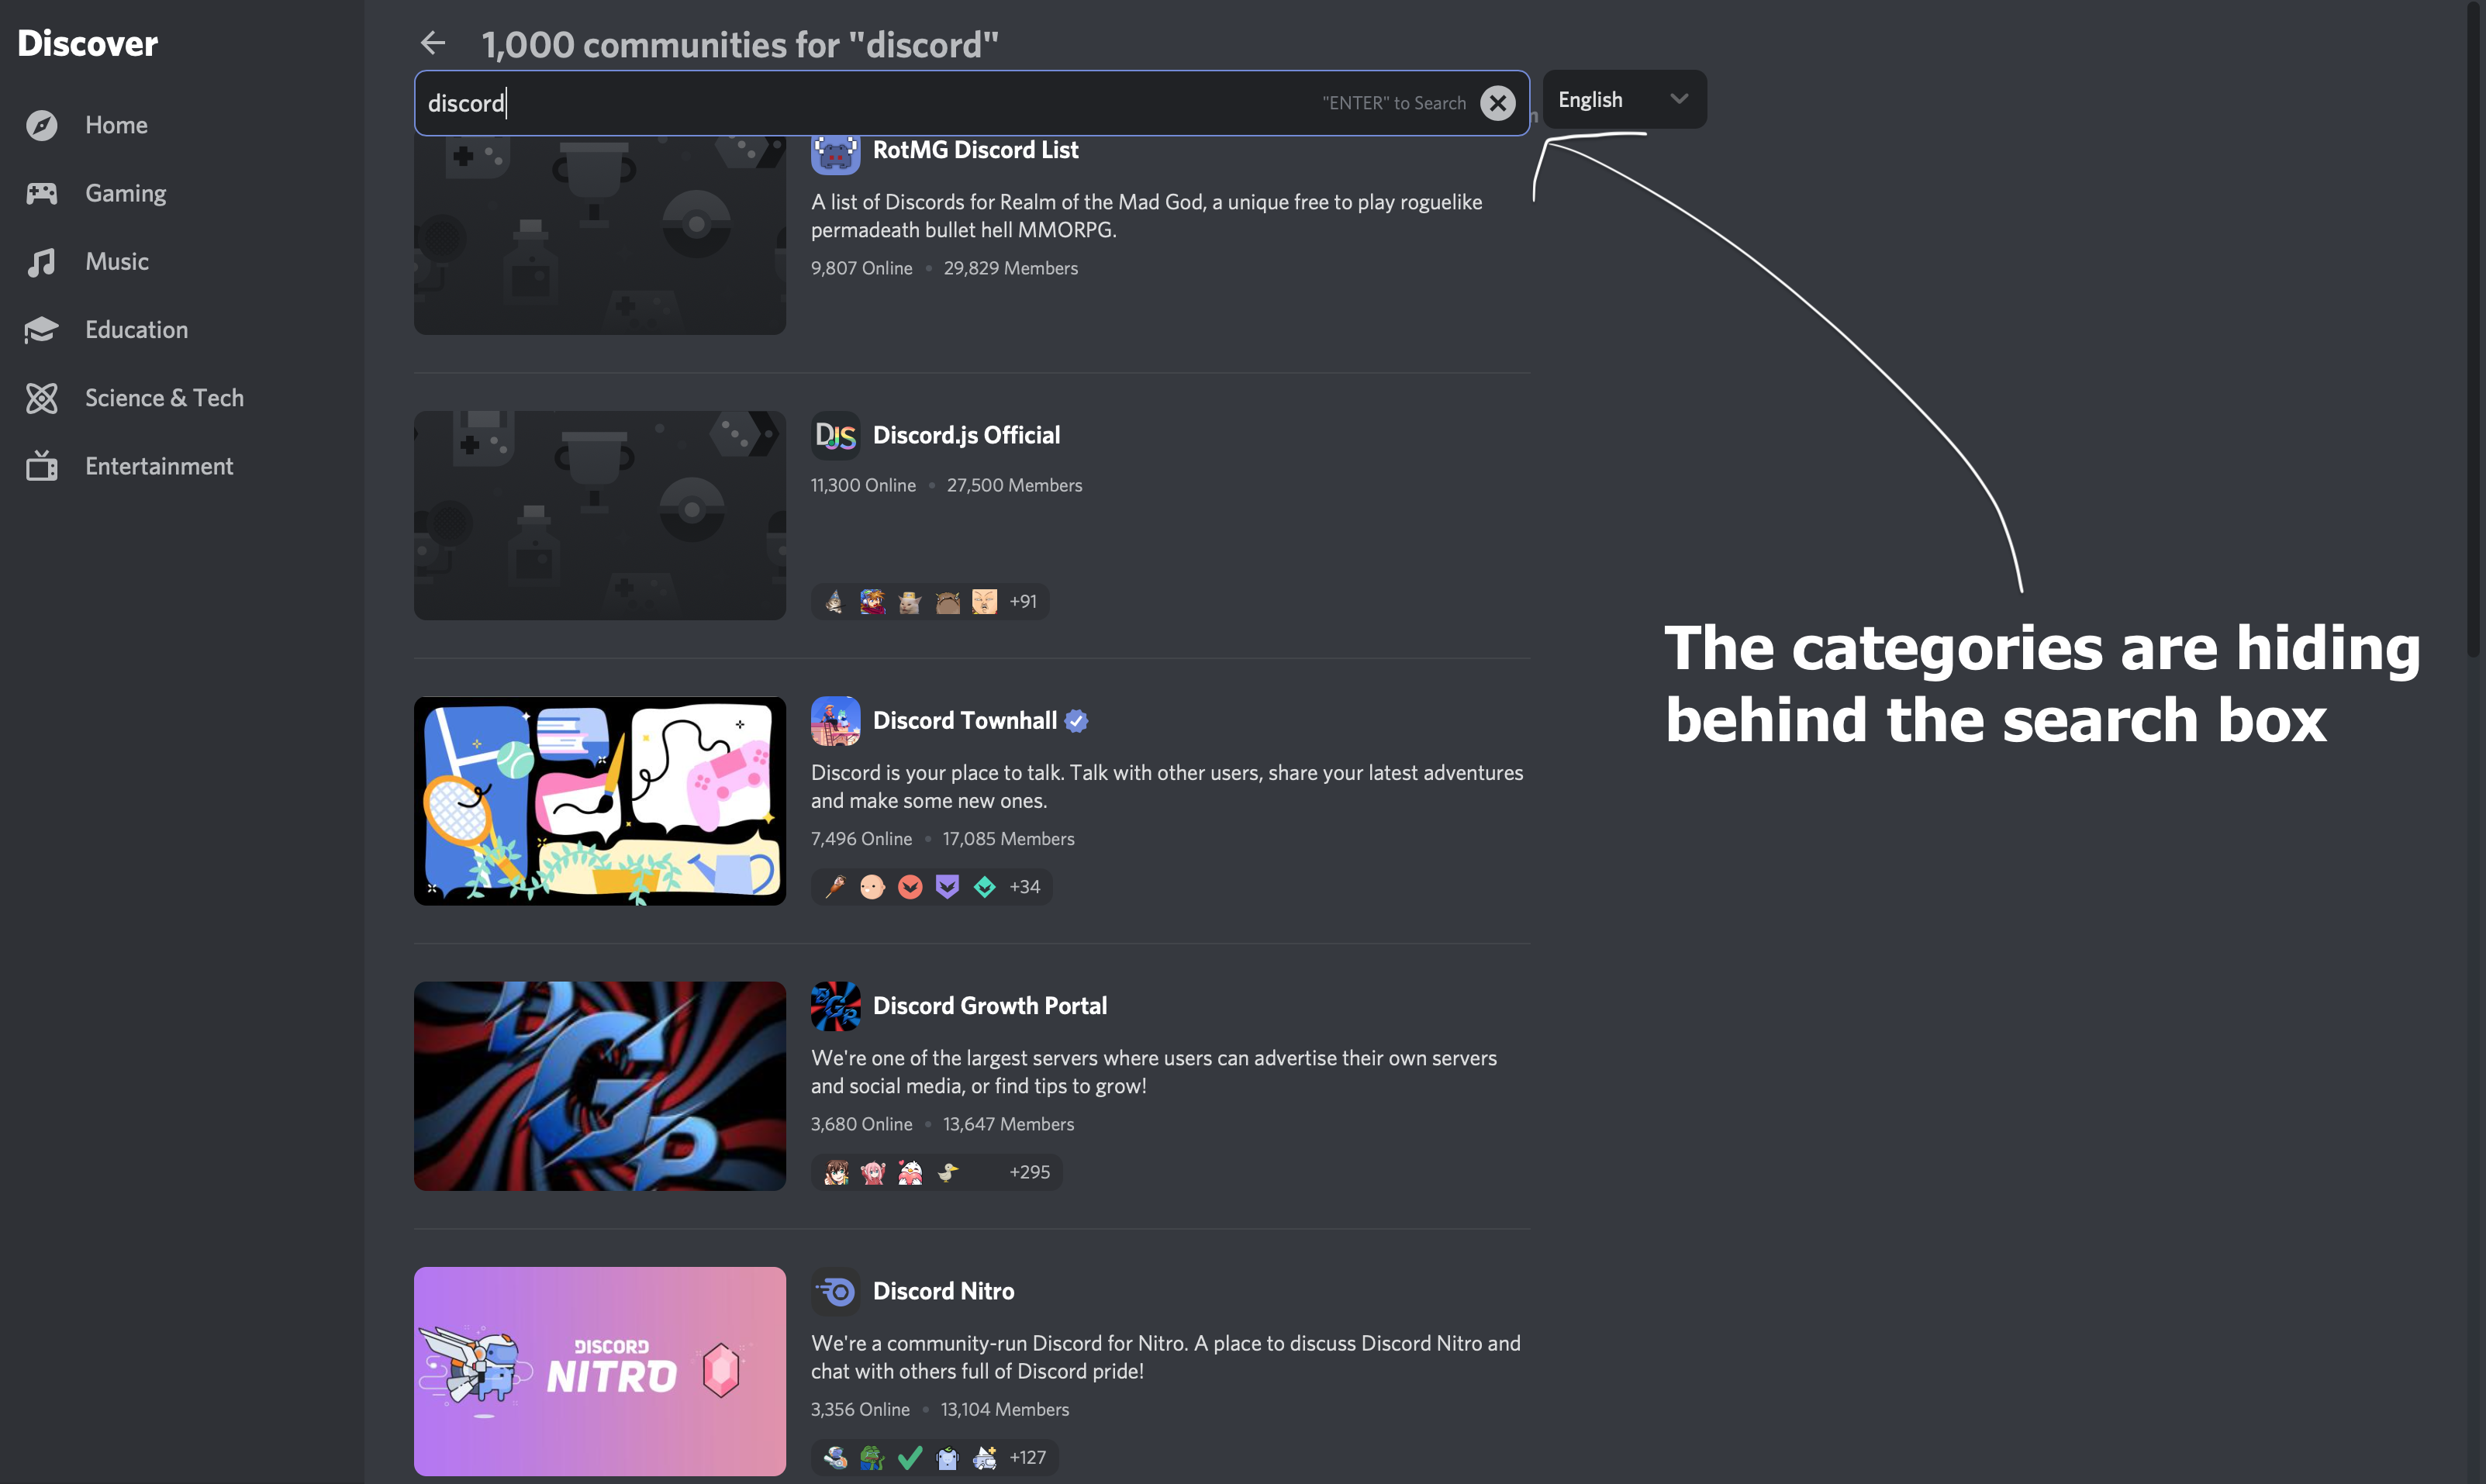 Discover
Home
Gaming
Music
Education
Science & Tech
Entertainment
1,000 communities for "discord"
discord
"ENTER" to Search
English
RotMG Discord List
A list of Discords for Realm of the Mad God, a unique free to play roguelike
permadeath bullet hell MMORPG.
9,807 Online • 29,829 Members
DJS
Discord.js Official
11,300 Online • 27,500 Members
+91
Discord Townhall
Discord is your place to talk. Talk with other users, share your latest adventures
and make some new ones.
7,496 Online • 17,085 Members
+34
DGP
DGP
Discord Growth Portal
We're one of the largest servers where users can advertise their own servers
and social media, or find tips to grow!
3,680 Online • 13,647 Members
+295
DISCORD
NITRO
Discord Nitro
We're a community-run Discord for Nitro. A place to discuss Discord Nitro and
chat with others full of Discord pride!
3,356 Online • 13,104 Members
+127
The categories are hiding
behind the search box